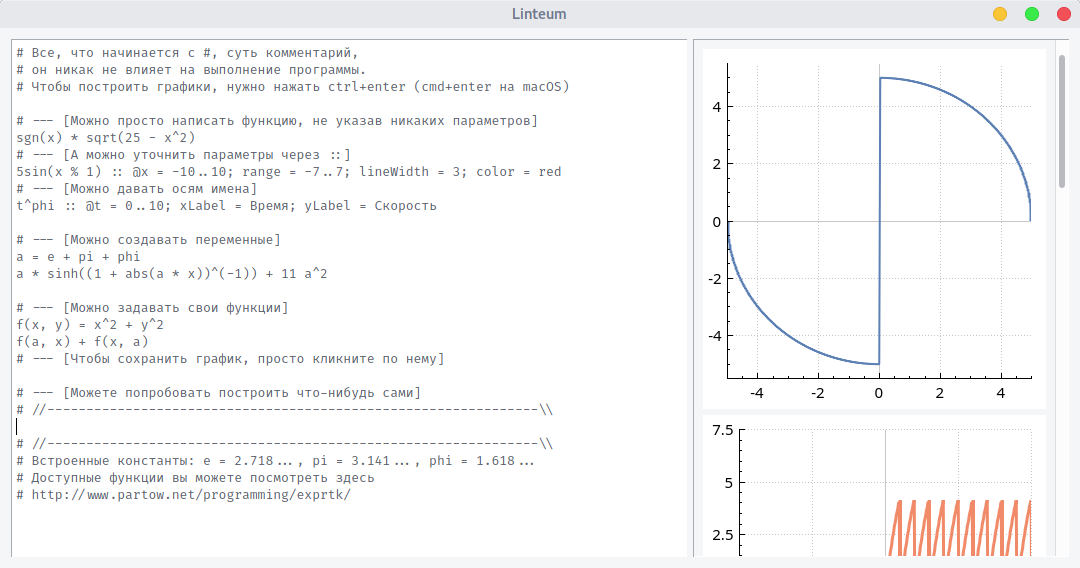 Linteum
# Все, что начинается с #, суть комментарий,
# он никак не влияет на выполнение программы.
# Чтобы построить графики, нужно нажать ctrl+enter (cmd+enter на macOS)
# --- [Можно просто написать функцию, не указав никаких параметров]
sgn(x) * sqrt(25 - x^2)
# --- [А можно уточнить параметры через ::]
5sin(x % 1) :: @x = -10..10; range = -7..7; lineWidth = 3; color = red
# --- [Можно давать осям имена]
t^phi :: @t = 0..10; xLabel = Время; yLabel = Скорость
# --- [Можно создавать переменные]
a = e + pi + phi
a * sinh((1 + abs(a * x))^(-1)) + 11 a^2
# --- [Можно задавать свои функции]
f(x, y) = x^2 + y^2
f(a, x) + f(x, a)
# --- [Чтобы сохранить график, просто кликните по нему]
# --- [Можете попробовать построить что-нибудь сами]
# //---------------------------------------------------------------\\
# //---------------------------------------------------------------\\
# Встроенные константы: e = 2.718..., pi = 3.141..., phi = 1.618...
# Доступные функции вы можете посмотреть здесь
# http://www.partow.net/programming/exprtk/
4
2
0
-2
-4
-4 -2 0 2 4
7.5
5
2.5